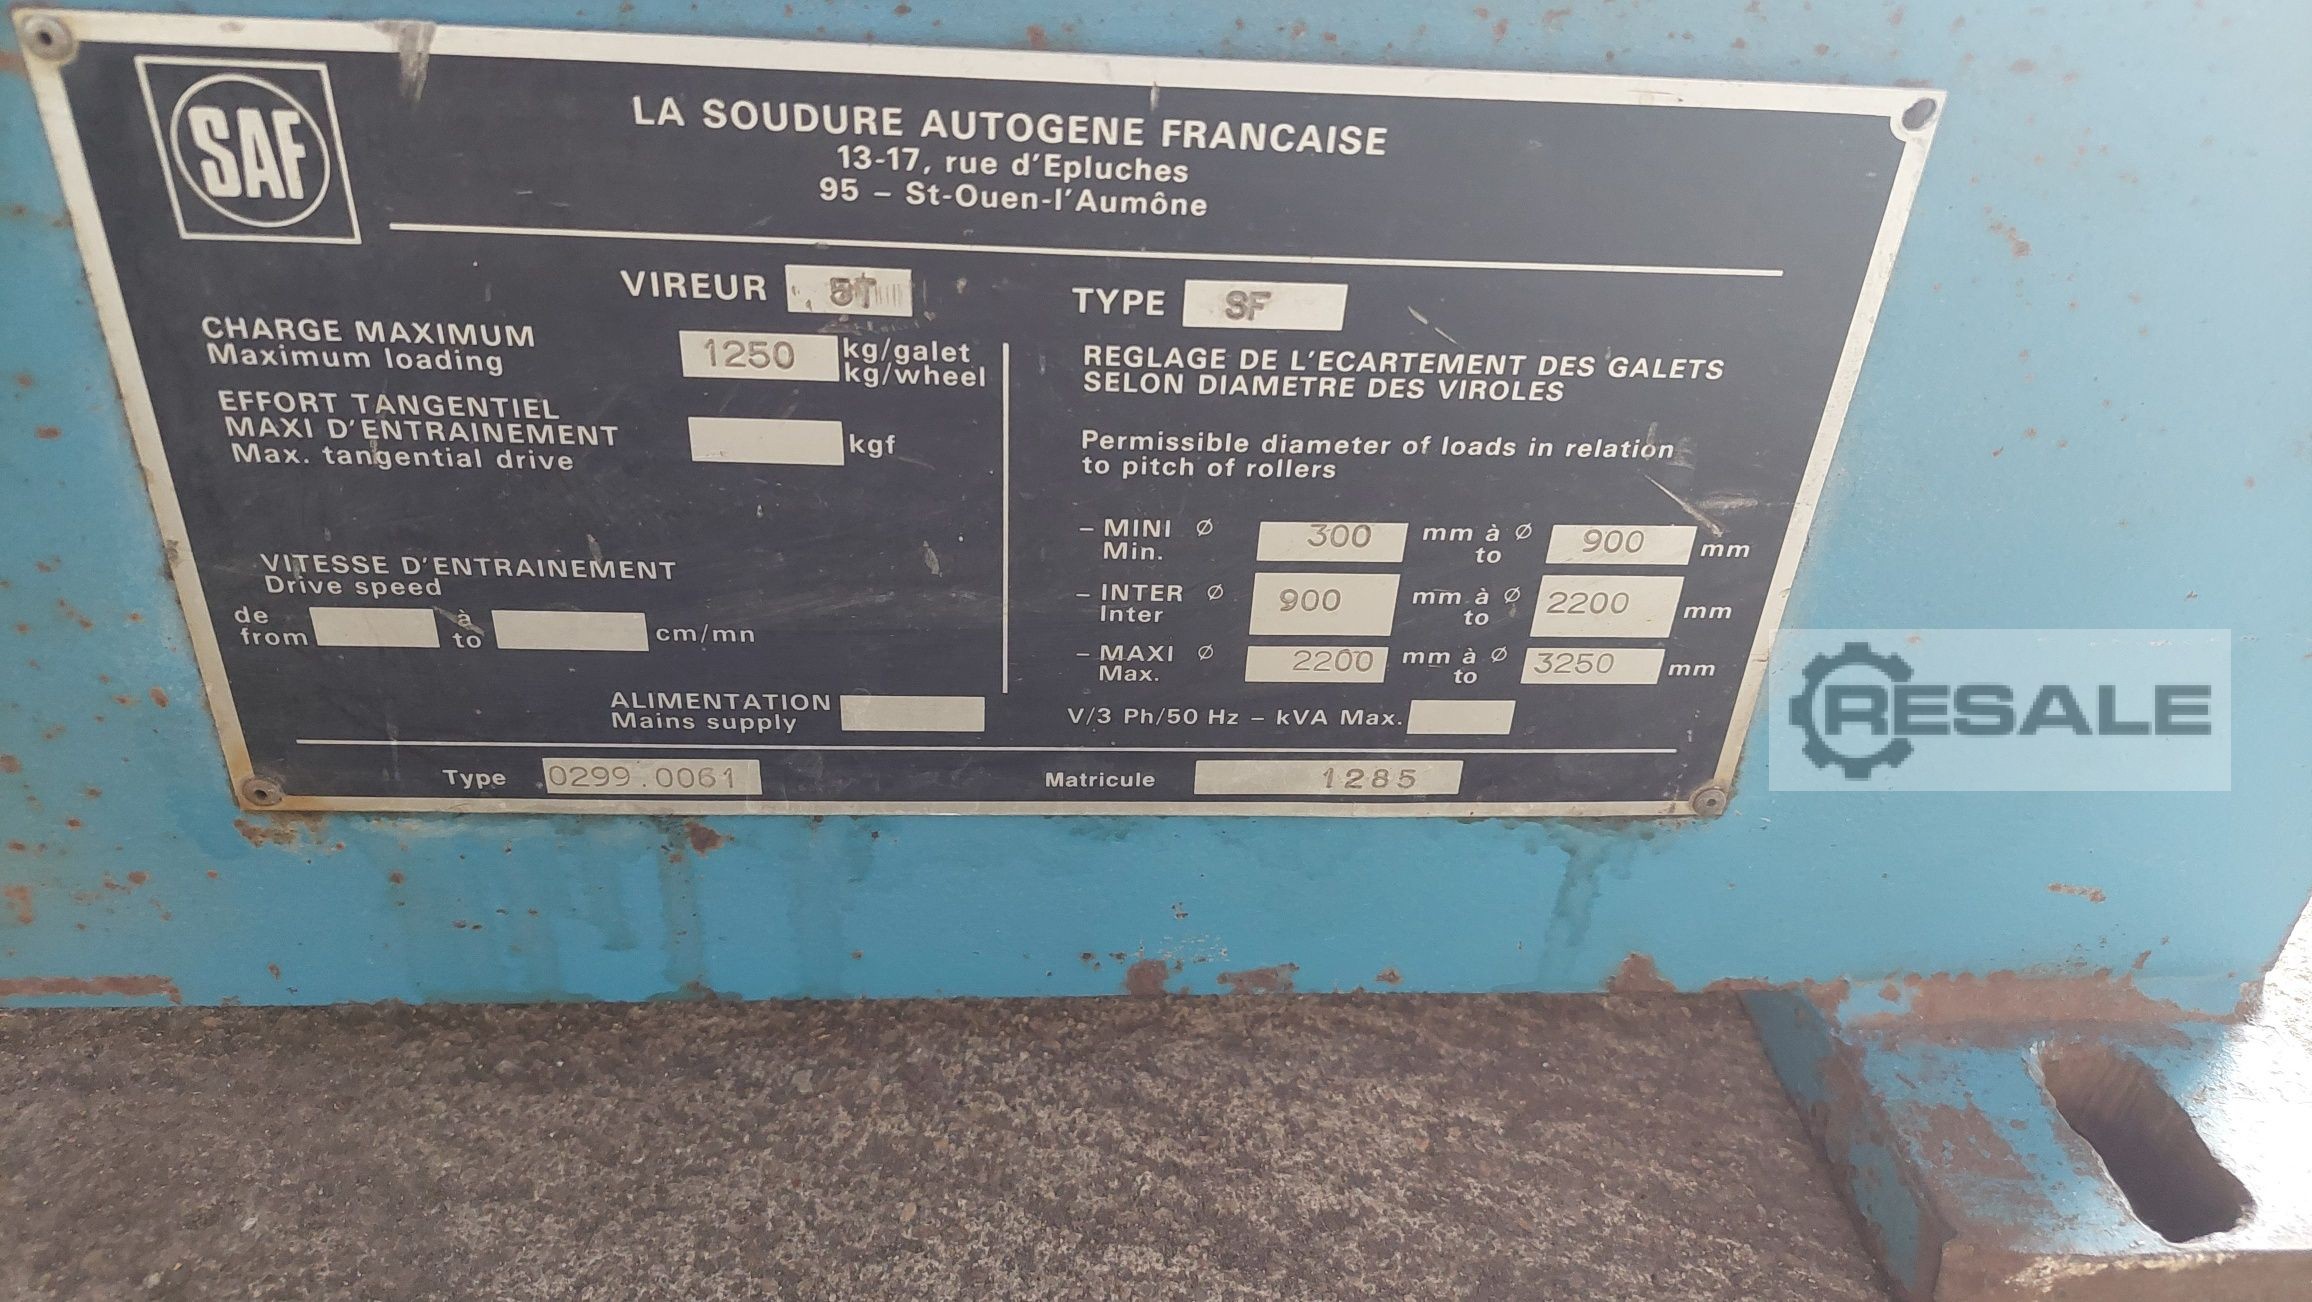 SAF
LA SOUDURE AUTOGENE FRANCAISE
13-17, rue d'Epluches
95 – St-Ouen-l'Aumône
VIREUR 5T TYPE SF
CHARGE MAXIMUM
Maximum loading
1250 kg/galet
kg/wheel
EFFORT TANGENTIEL
MAXI D'ENTRAINEMENT
Max. tangential drive
kgf
VITESSE D'ENTRAINEMENT
Drive speed
de à
from to cm/mn
REGLAGE DE L'ECARTEMENT DES GALETS
SELON DIAMETRE DES VIROLES
Permissible diameter of loads in relation
to pitch of rollers
– MINI Ø 300 mm à Ø 900 mm
Min. to
– INTER Ø 900 mm à Ø 2200 mm
Inter to
– MAXI Ø 2200 mm à Ø 3250 mm
Max. to
ALIMENTATION
Mains supply
V/3 Ph/50 Hz – kVA Max.
Type 0299.0061 Matricule 1285
RESALE